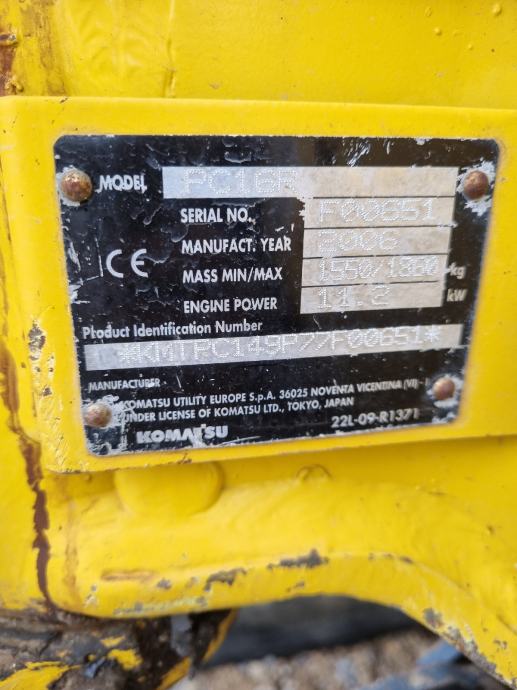 MODEL PC16R
SERIAL NO. F00651
MANUFACT. YEAR 2006
CE
MASS MIN/MAX 1550/1860 kg
ENGINE POWER 11.2 kW
Product Identification Number
*KMTPC149P77F00651*
MANUFACTURER
KOMATSU UTILITY EUROPE S.p.A. 36025 NOVENTA VICENTINA (VI) - I
UNDER LICENSE OF KOMATSU LTD., TOKYO, JAPAN
KOMATSU 22L-09-R1371